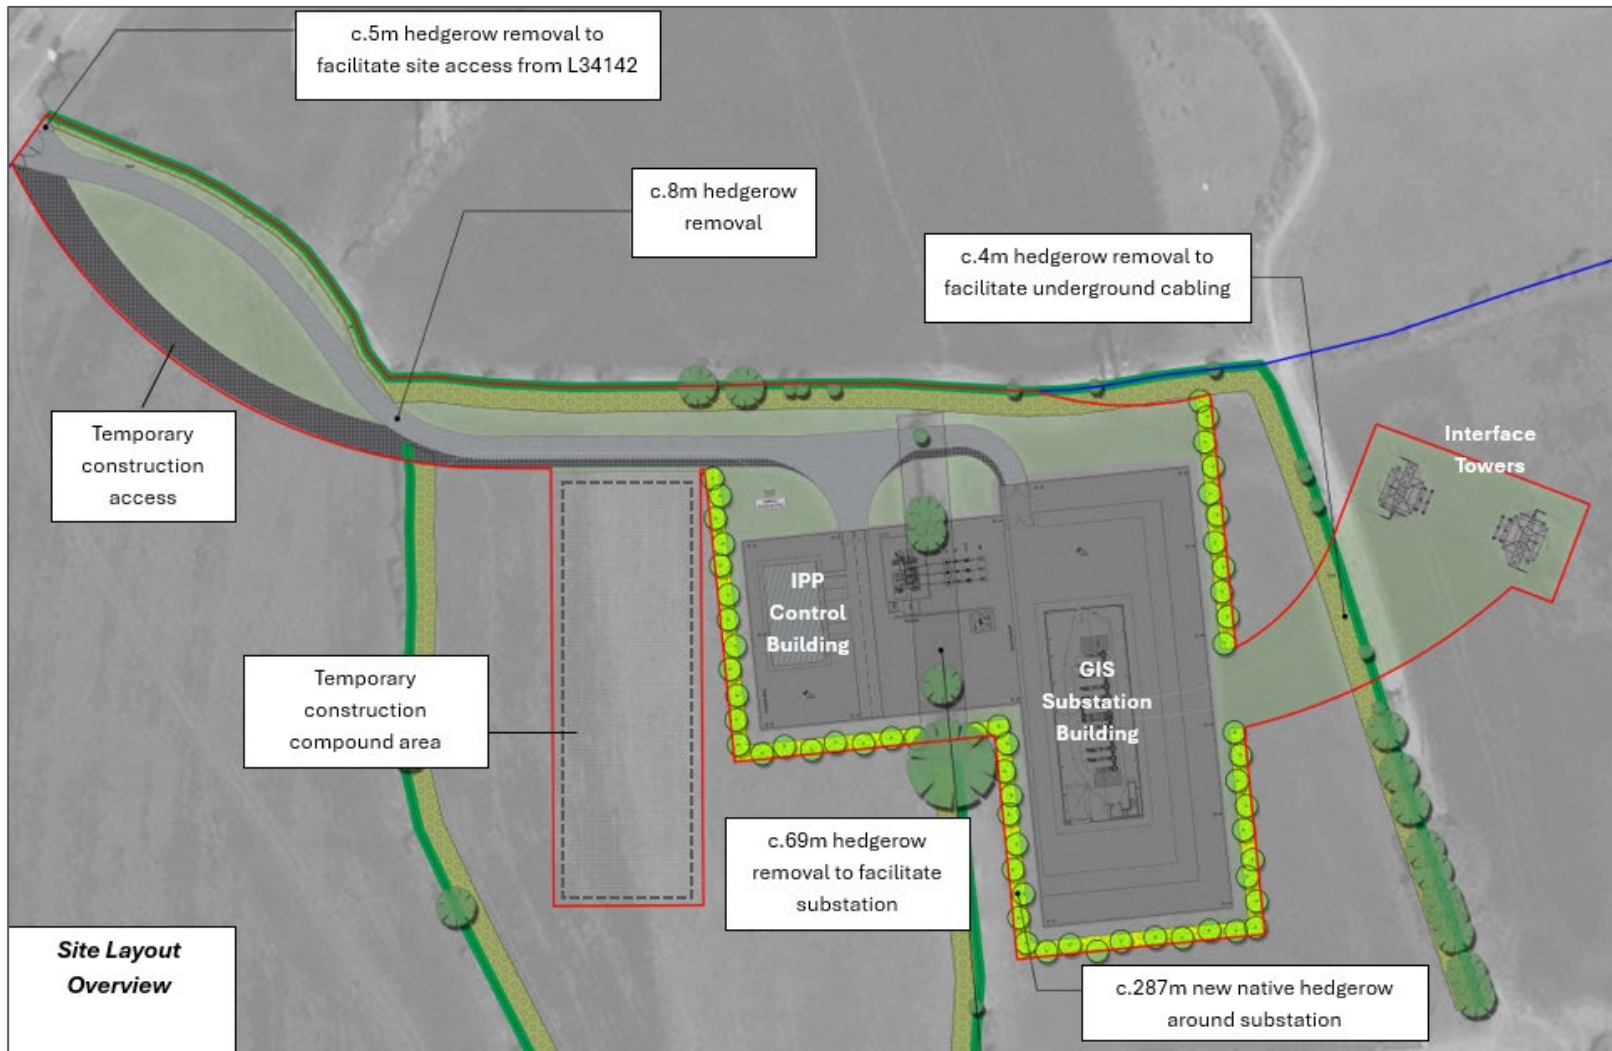 c.5m hedgerow removal to
facilitate site access from L34142
c.8m hedgerow
removal
c.4m hedgerow removal to
facilitate underground cabling
Temporary
construction
access
Interface
Towers
IPP
Control
Building
GIS
Substation
Building
Temporary
construction
compound area
c.69m hedgerow
removal to facilitate
substation
c.287m new native hedgerow
around substation
Site Layout
Overview